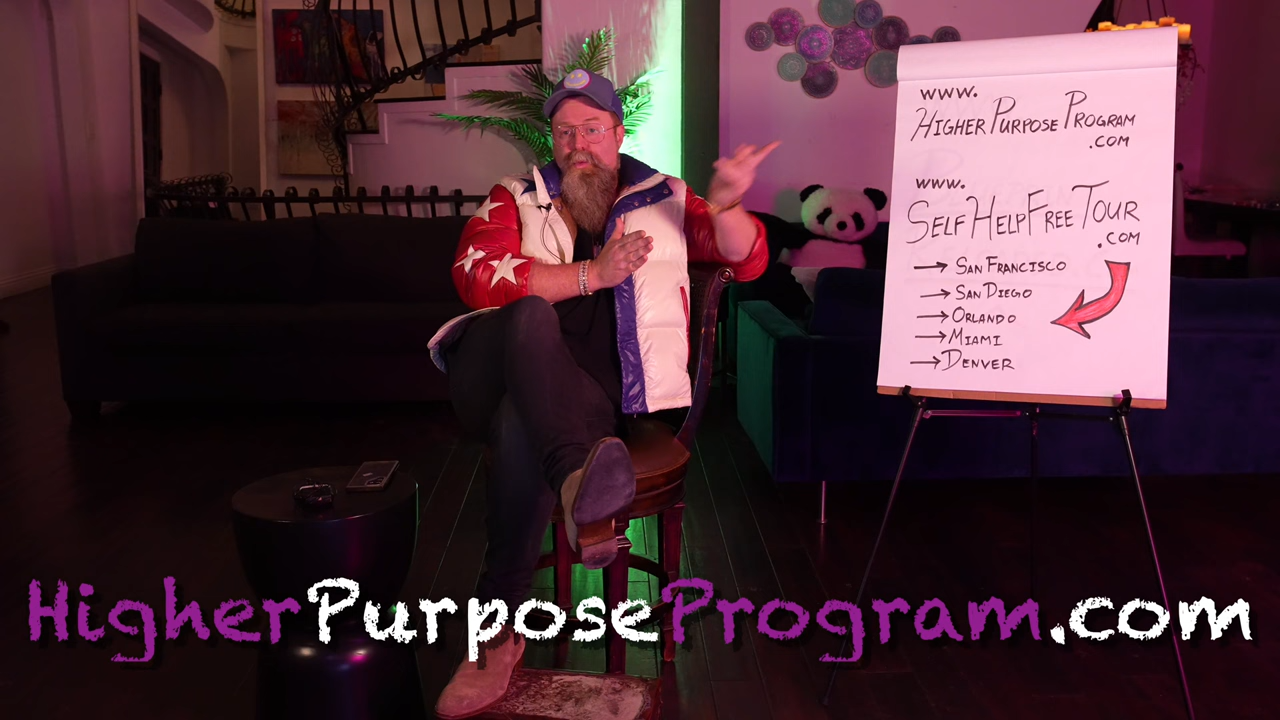 www.
HigherPurposeProgram
.com
www.
SelfHelpFreeTour
.com
→ San Francisco
→ San Diego
→ Orlando
→ Miami
→ Denver
HigherPurposeProgram.com